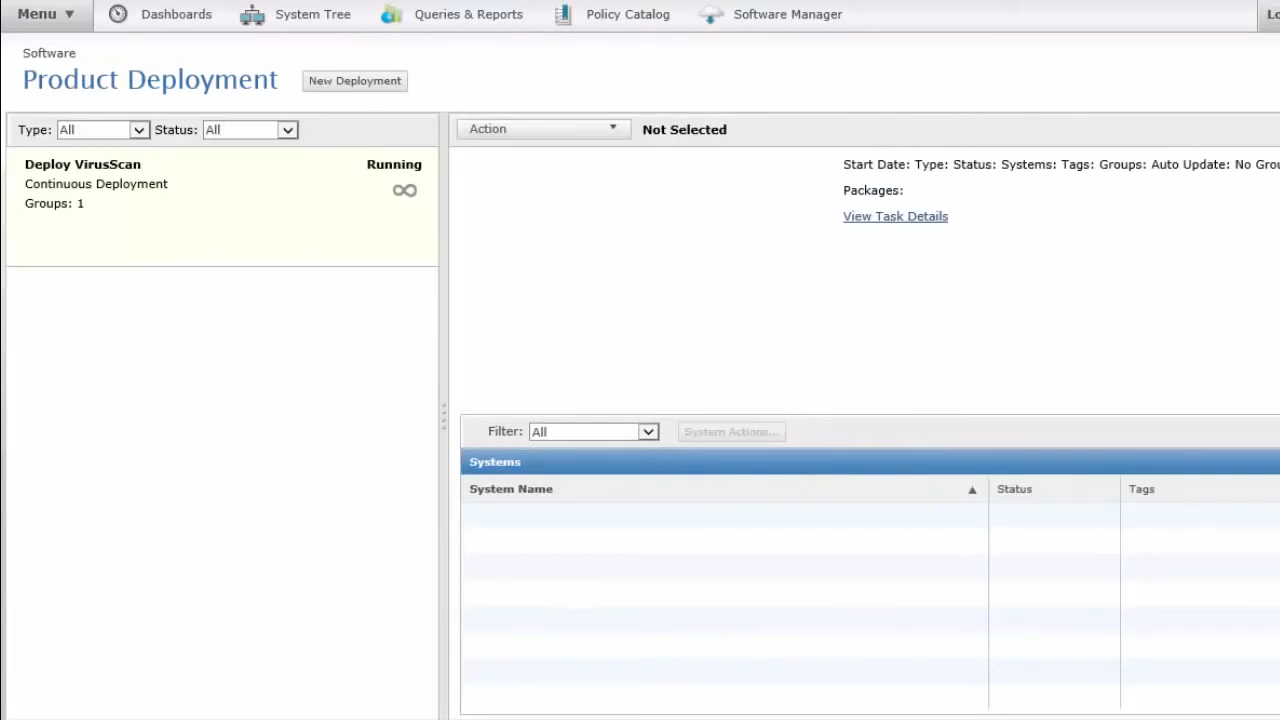 Menu ▼ Dashboards System Tree Queries & Reports Policy Catalog Software Manager
Software
Product Deployment New Deployment
Type: All Status: All Action Not Selected
Deploy VirusScan Running
Continuous Deployment
Groups: 1
Start Date: Type: Status: Systems: Tags: Groups: Auto Update: No
Packages:
View Task Details
Filter: All System Actions...
Systems
System Name ▲ Status Tags